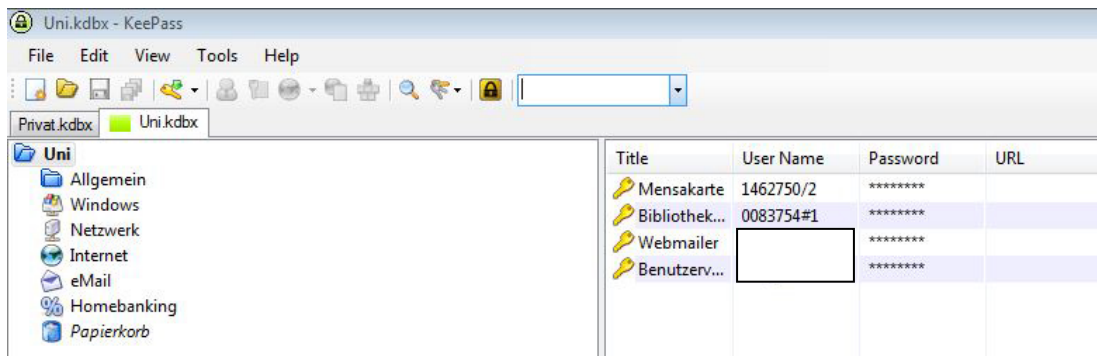 Uni.kdbx - KeePass
File Edit View Tools Help
Privat.kdbx Uni.kdbx
Uni
Allgemein
Windows
Netzwerk
Internet
eMail
Homebanking
Papierkorb
Title User Name Password URL
Mensakarte 1462750/2 ********
Bibliothek... 0083754#1 ********
Webmailer ********
Benutzerv... ********